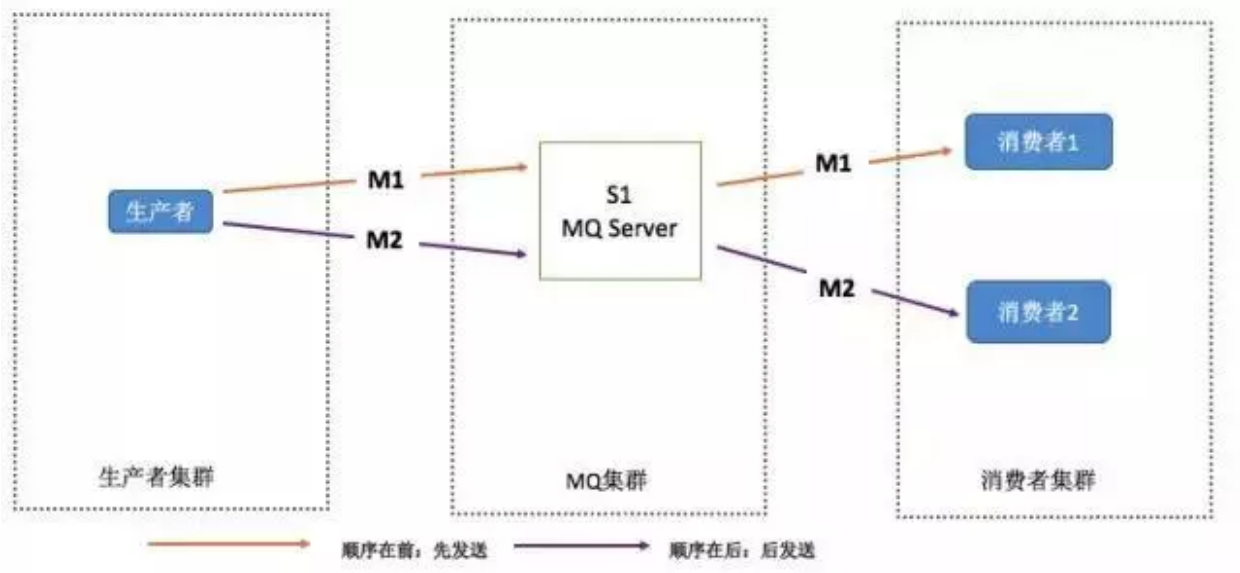 生产者
M1
M2
S1
MQ Server
M1
M2
消费者1
消费者2
生产者集群
MQ集群
消费者集群
顺序在前：先发送
顺序在后：后发送